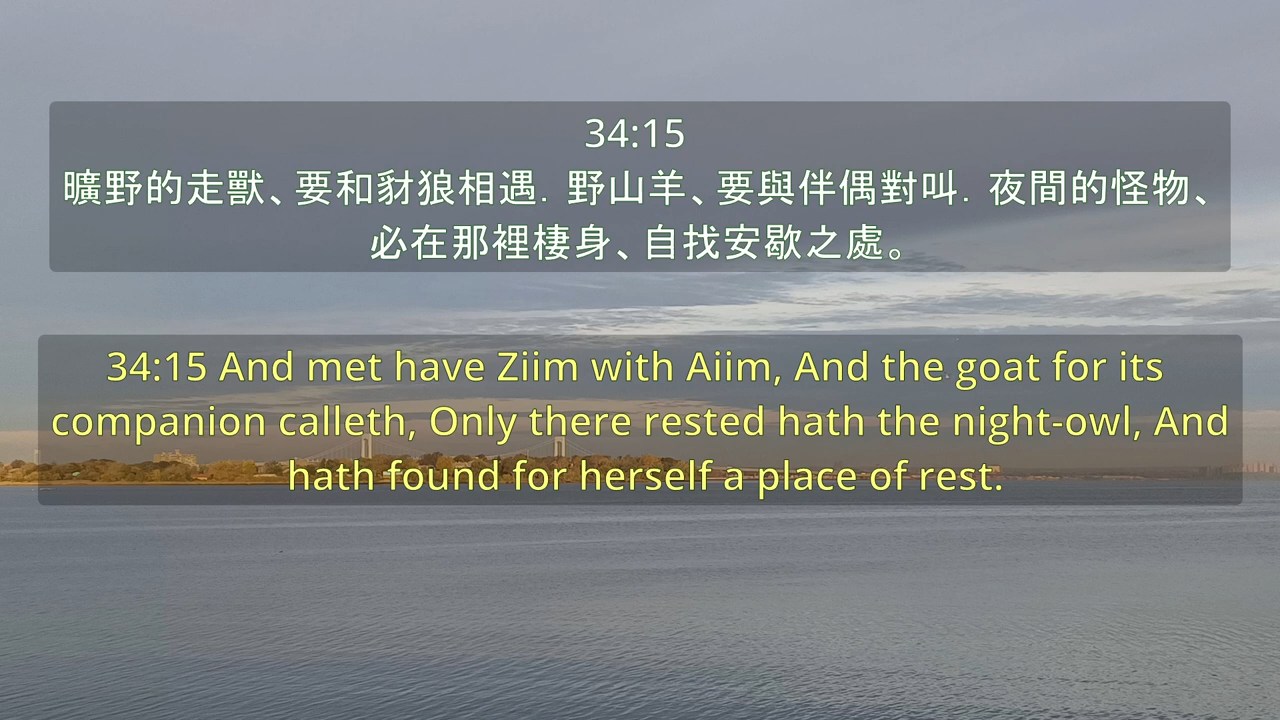 34:15
曠野的走獸、要和豺狼相遇．野山羊、要與伴偶對叫．夜間的怪物、
必在那裡棲身、自找安歇之處。
34:15 And met have Ziim with Aiim, And the goat for its
companion calleth, Only there rested hath the night-owl, And
hath found for herself a place of rest.